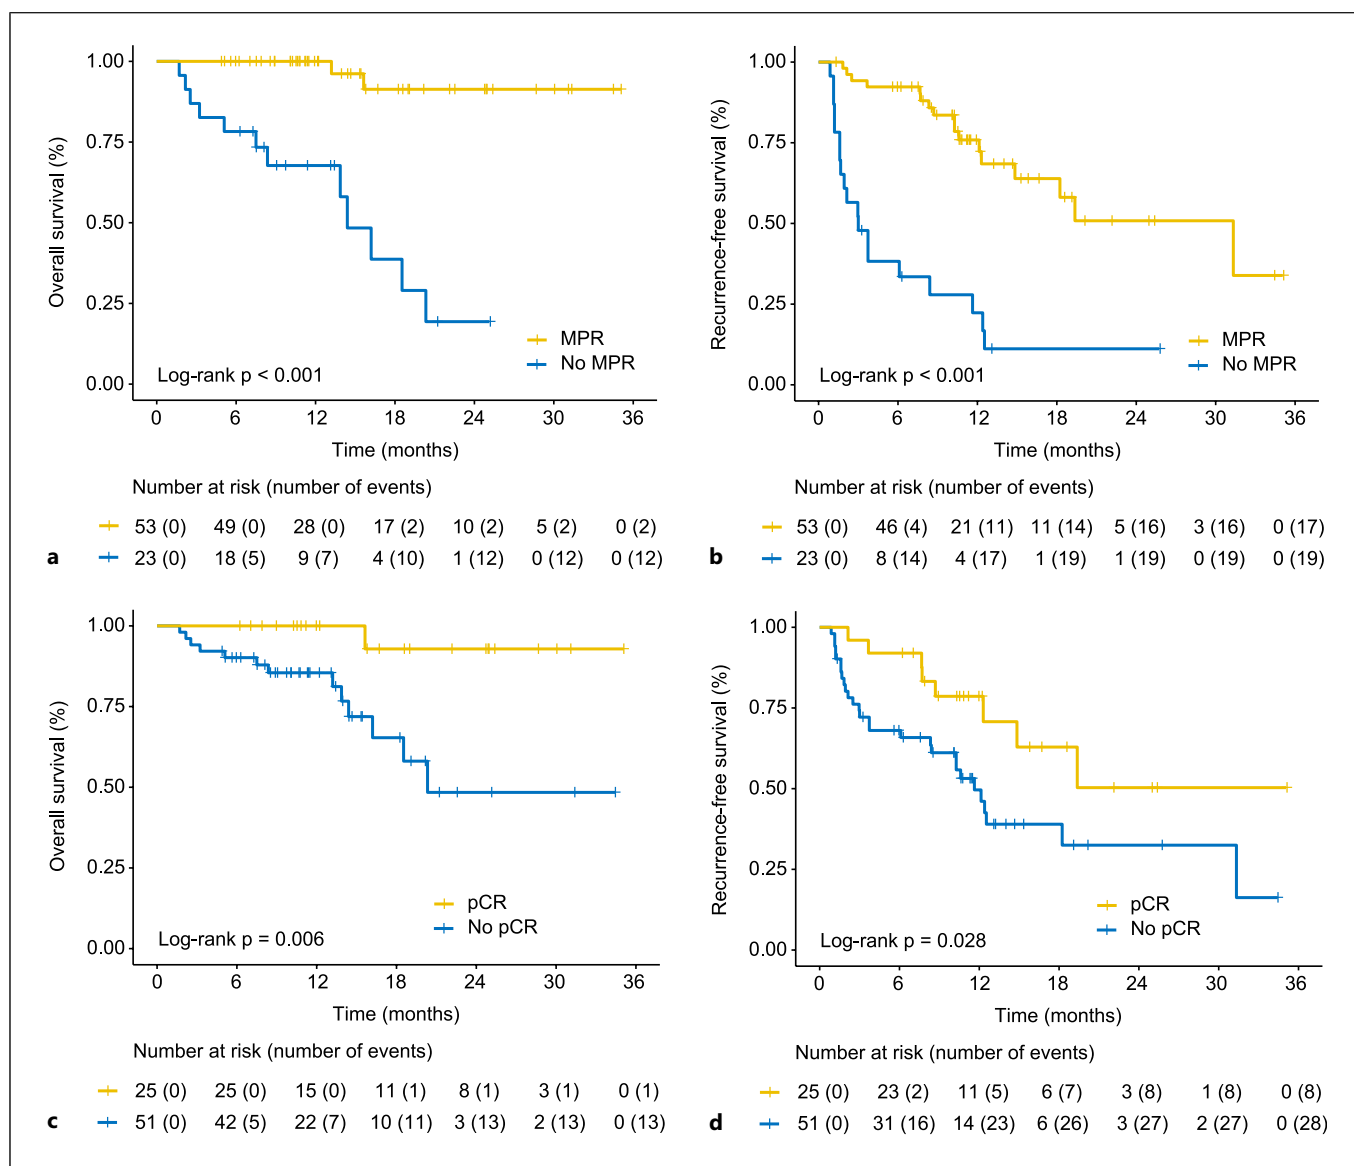 1.00
0.75
0.50
0.25
0.00
Overall survival (%)
MPR
No MPR
Log-rank p < 0.001
0 6 12 18 24 30 36
Time (months)
Number at risk (number of events)
53 (0) 49 (0) 28 (0) 17 (2) 10 (2) 5 (2) 0 (2)
23 (0) 18 (5) 9 (7) 4 (10) 1 (12) 0 (12) 0 (12)
a
1.00
0.75
0.50
0.25
0.00
Recurrence-free survival (%)
MPR
No MPR
Log-rank p < 0.001
0 6 12 18 24 30 36
Time (months)
Number at risk (number of events)
53 (0) 46 (4) 21 (11) 11 (14) 5 (16) 3 (16) 0 (17)
23 (0) 8 (14) 4 (17) 1 (19) 1 (19) 0 (19) 0 (19)
b
1.00
0.75
0.50
0.25
0.00
Overall survival (%)
pCR
No pCR
Log-rank p = 0.006
0 6 12 18 24 30 36
Time (months)
Number at risk (number of events)
25 (0) 25 (0) 15 (0) 11 (1) 8 (1) 3 (1) 0 (1)
51 (0) 42 (5) 22 (7) 10 (11) 3 (13) 2 (13) 0 (13)
c
1.00
0.75
0.50
0.25
0.00
Recurrence-free survival (%)
pCR
No pCR
Log-rank p = 0.028
0 6 12 18 24 30 36
Time (months)
Number at risk (number of events)
25 (0) 23 (2) 11 (5) 6 (7) 3 (8) 1 (8) 0 (8)
51 (0) 31 (16) 14 (23) 6 (26) 3 (27) 2 (27) 0 (28)
d